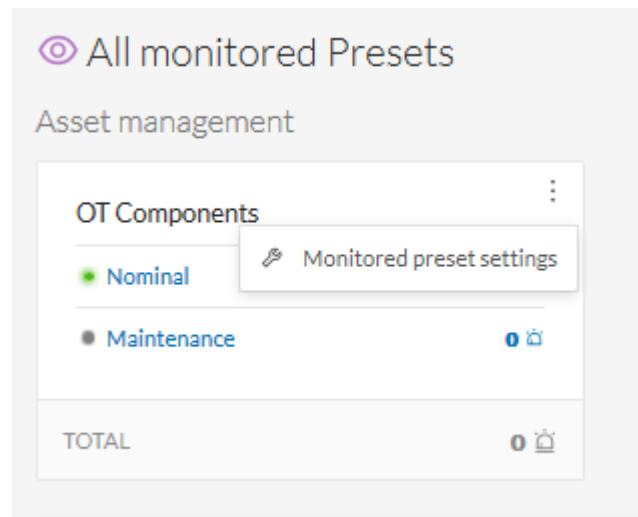 All monitored Presets
Asset management
OT Components
Monitored preset settings
Nominal
Maintenance 0
TOTAL 0